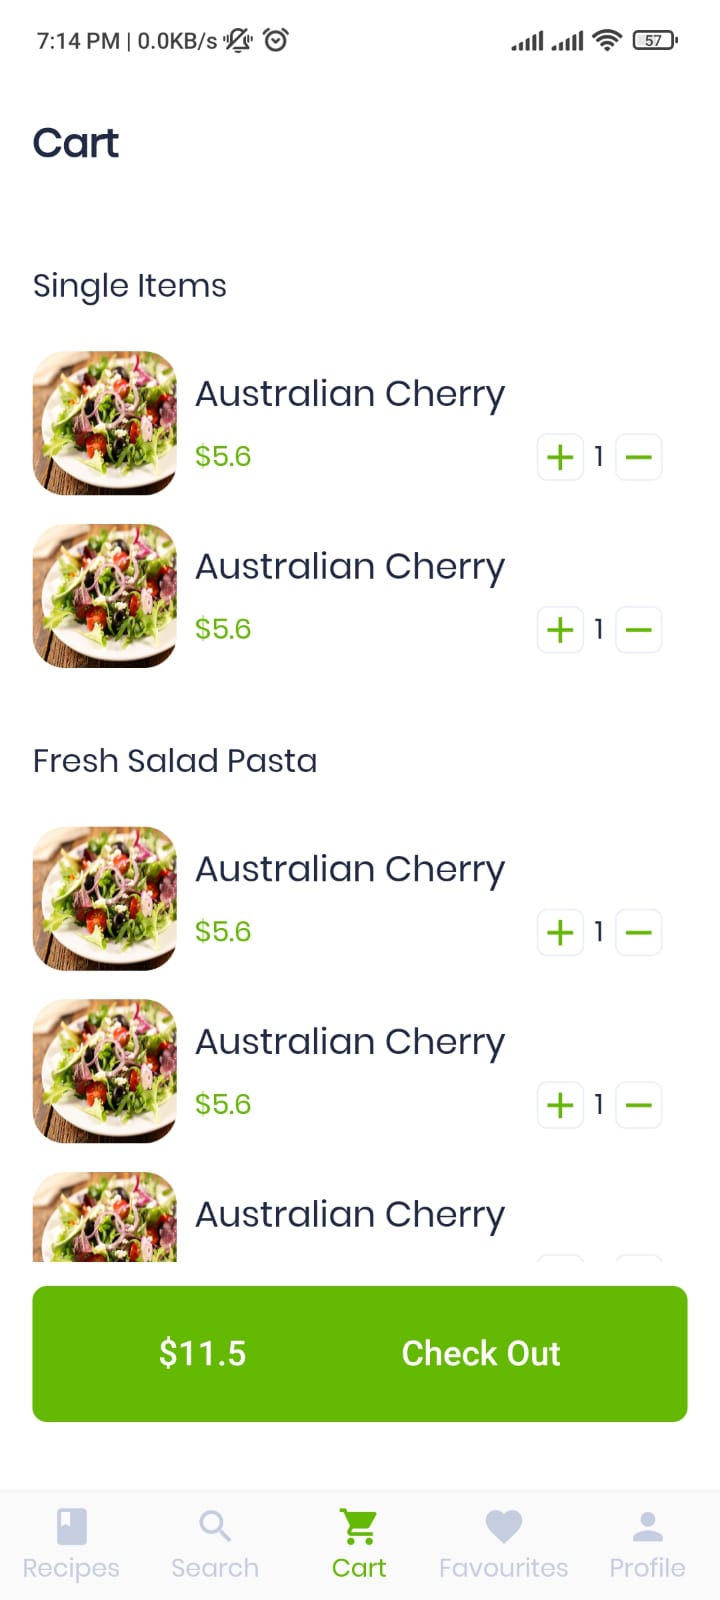 7:14 PM | 0.0KB/s
57
Cart
Single Items
Australian Cherry
$5.6
1
Australian Cherry
$5.6
1
Fresh Salad Pasta
Australian Cherry
$5.6
1
Australian Cherry
$5.6
1
Australian Cherry
$11.5 Check Out
Recipes Search Cart Favourites Profile